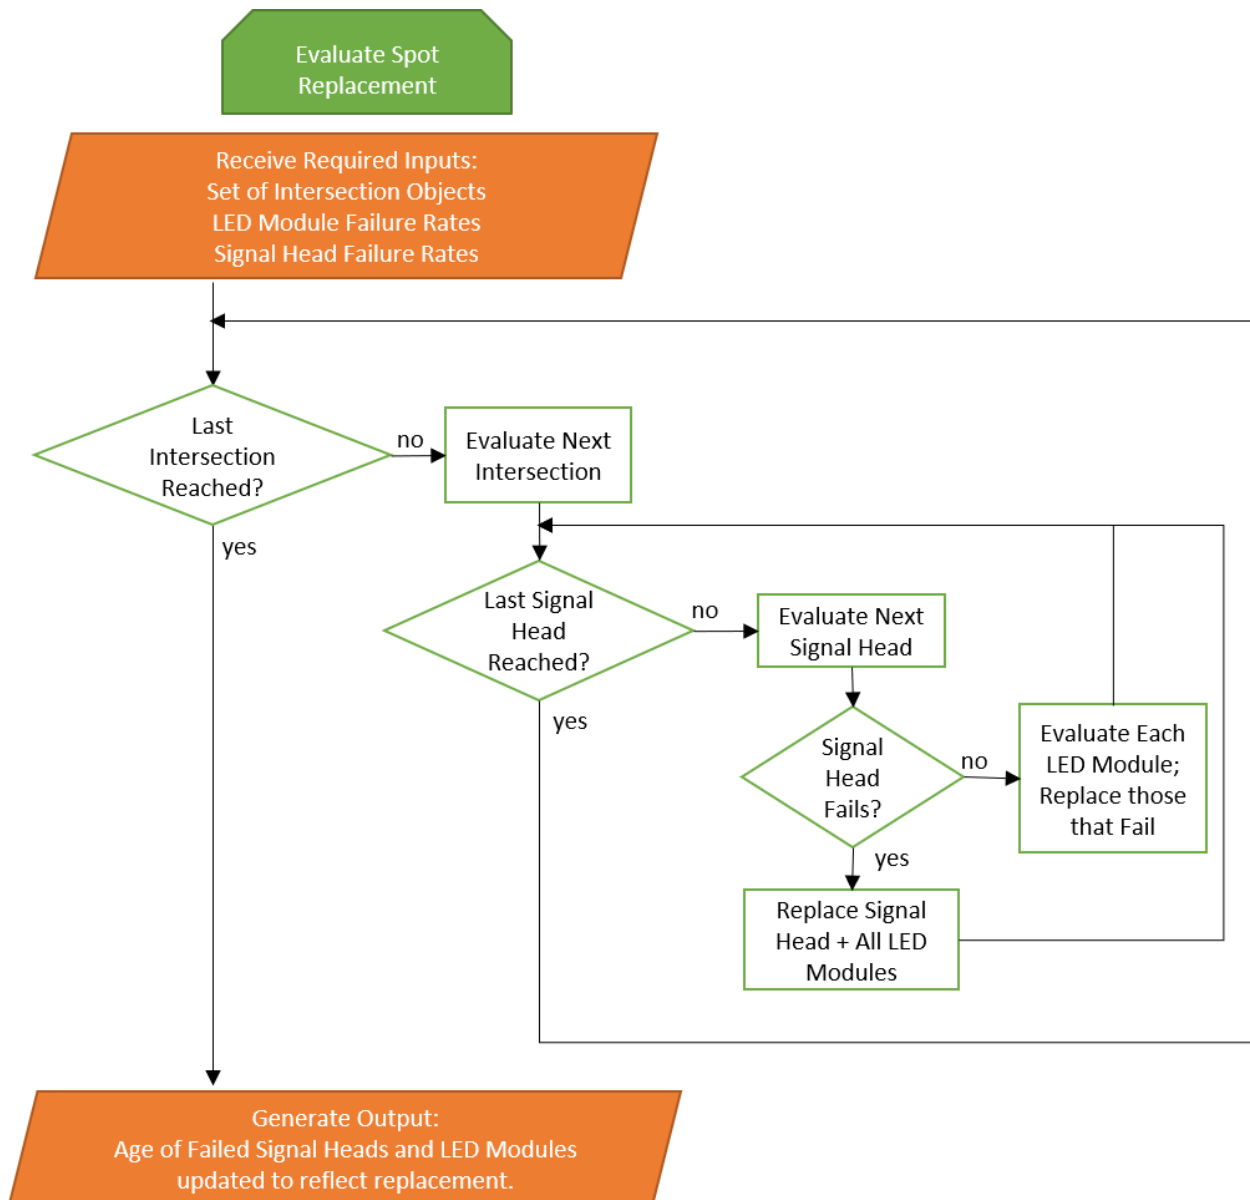 Evaluate Spot
Replacement
Receive Required Inputs:
Set of Intersection Objects
LED Module Failure Rates
Signal Head Failure Rates
Last
Intersection
Reached?
no
Evaluate Next
Intersection
yes
Last Signal
Head
Reached?
no
Evaluate Next
Signal Head
yes
Signal
Head
Fails?
no
Evaluate Each
LED Module;
Replace those
that Fail
yes
Replace Signal
Head + All LED
Modules
Generate Output:
Age of Failed Signal Heads and LED Modules
updated to reflect replacement.